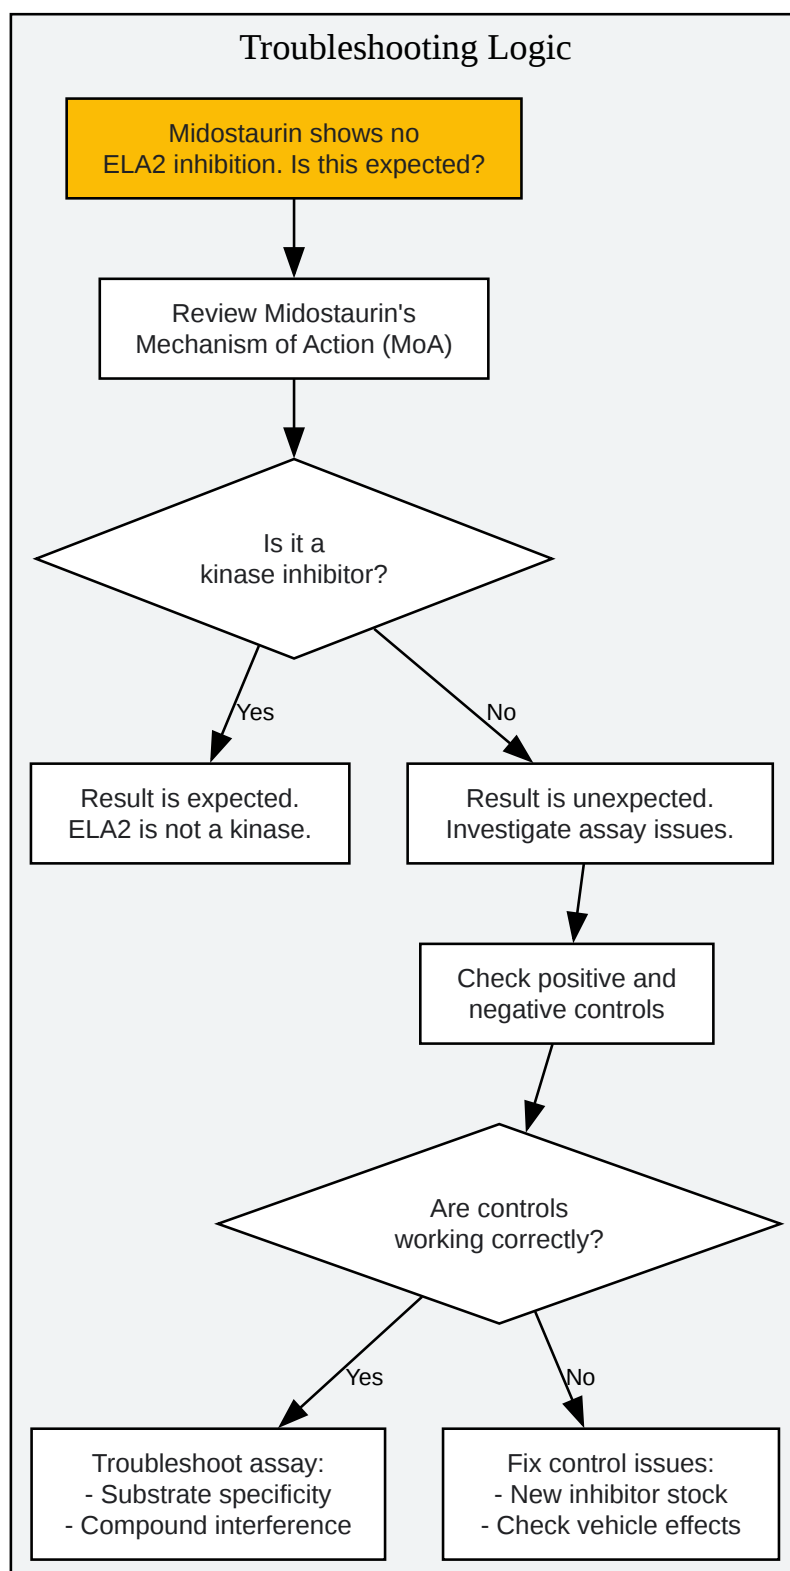 Troubleshooting Logic
Midostaurin shows no
ELA2 inhibition. Is this expected?
Review Midostaurin's
Mechanism of Action (MoA)
Is it a
kinase inhibitor?
Yes
No
Result is expected.
ELA2 is not a kinase.
Result is unexpected.
Investigate assay issues.
Check positive and
negative controls
Are controls
working correctly?
Yes
No
Troubleshoot assay:
- Substrate specificity
- Compound interference
Fix control issues:
- New inhibitor stock
- Check vehicle effects